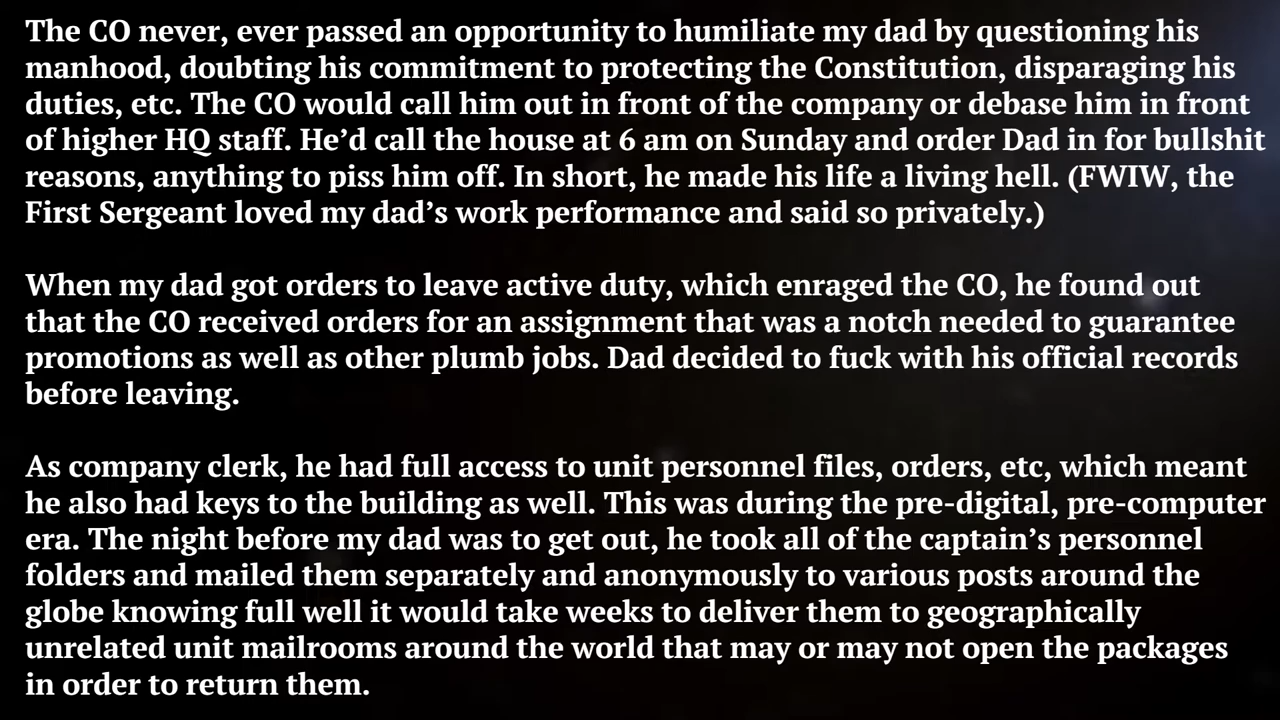 The CO never, ever passed an opportunity to humiliate my dad by questioning his
manhood, doubting his commitment to protecting the Constitution, disparaging his
duties, etc. The CO would call him out in front of the company or debase him in front
of higher HQ staff. He’d call the house at 6 am on Sunday and order Dad in for bullshit
reasons, anything to piss him off. In short, he made his life a living hell. (FWIW, the
First Sergeant loved my dad’s work performance and said so privately.)
When my dad got orders to leave active duty, which enraged the CO, he found out
that the CO received orders for an assignment that was a notch needed to guarantee
promotions as well as other plumb jobs. Dad decided to fuck with his official records
before leaving.
As company clerk, he had full access to unit personnel files, orders, etc, which meant
he also had keys to the building as well. This was during the pre-digital, pre-computer
era. The night before my dad was to get out, he took all of the captain’s personnel
folders and mailed them separately and anonymously to various posts around the
globe knowing full well it would take weeks to deliver them to geographically
unrelated unit mailrooms around the world that may or may not open the packages
in order to return them.